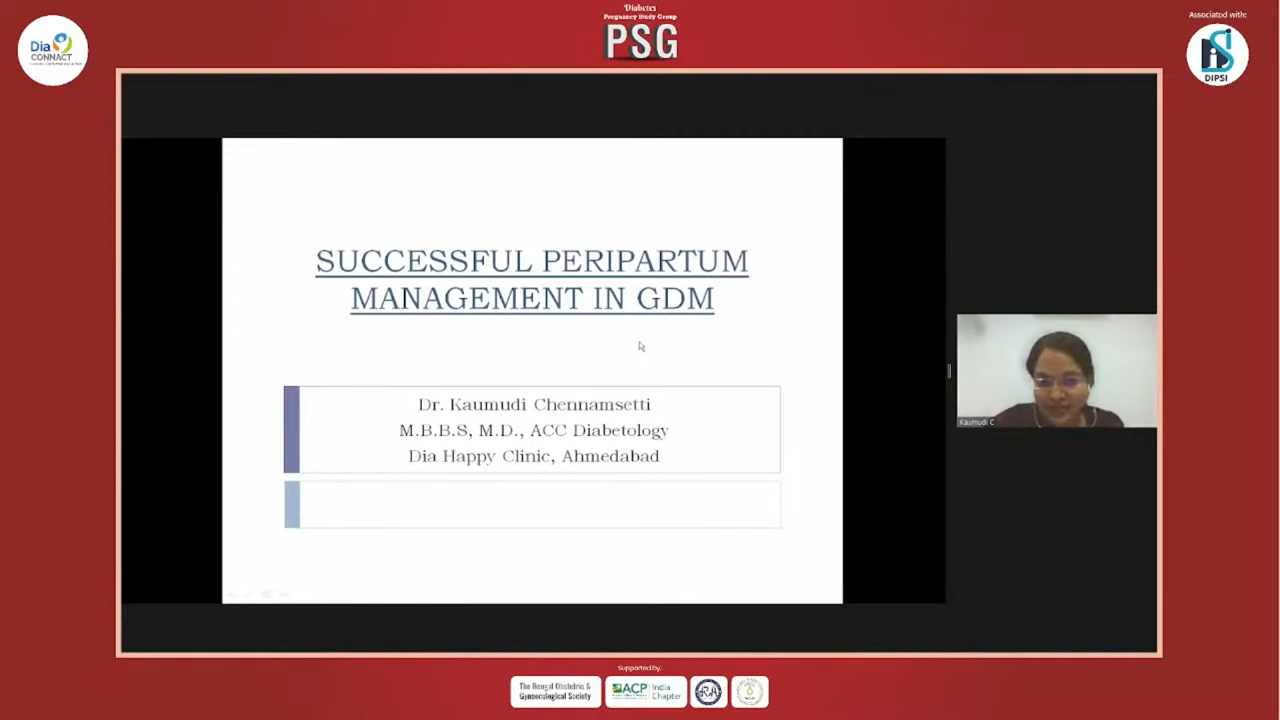 Diabetes
Pregnancy Study Group
PSG
Associated with:
Dia
CONNACT
DIPSI
SUCCESSFUL PERIPARTUM
MANAGEMENT IN GDM
Dr. Kaumudi Chennamsetti
M.B.B.S, M.D., ACC Diabetology
Dia Happy Clinic, Ahmedabad
Kaumudi C
Supported by:
The Bengal Obstetric &
Gynaecological Society
ACP
India
Chapter